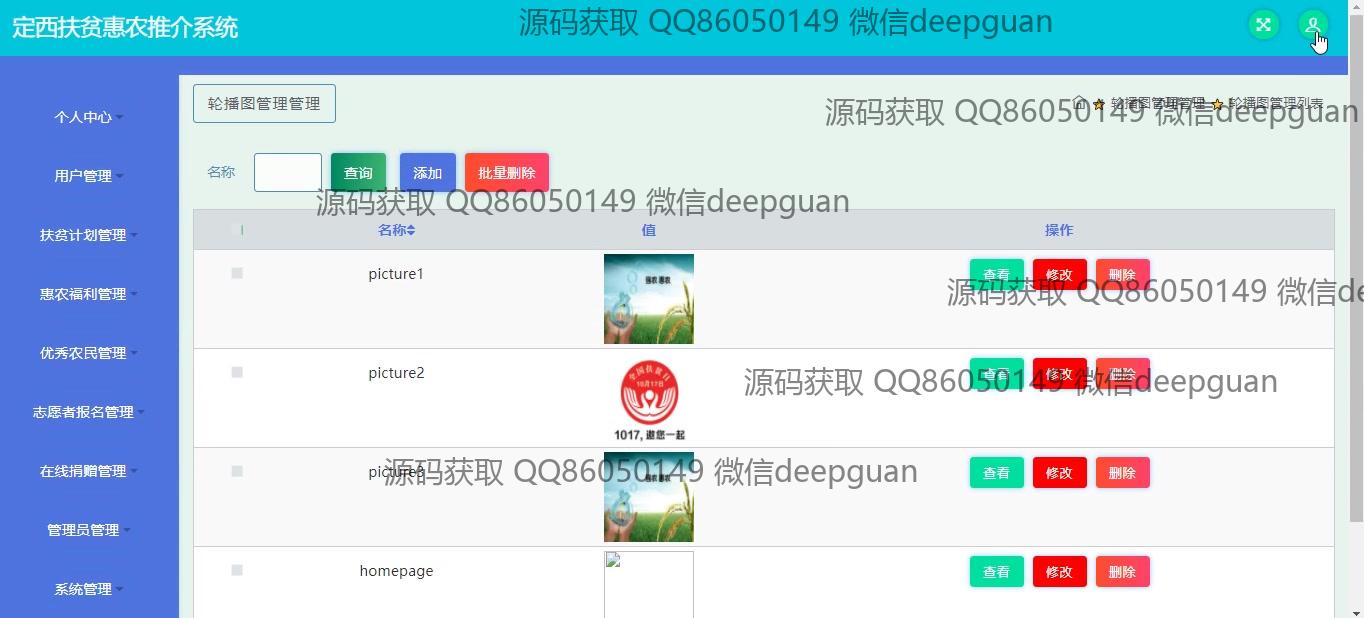 定西扶贫惠农推介系统
源码获取 QQ86050149 微信deepguan
个人中心
用户管理
扶贫计划管理
惠农福利管理
优秀农民管理
志愿者报名管理
在线捐赠管理
管理员管理
系统管理
轮播图管理管理
轮播图管理管理 轮播图管理列表
源码获取 QQ86050149 微信deepguan
名称 查询 添加 批量删除
源码获取 QQ86050149 微信deepguan
名称 值 操作
picture1 查看 修改 删除
源码获取 QQ86050149 微信de
picture2 查看 修改 删除
全国扶贫日
10月17日
1017, 邀您一起
源码获取 QQ86050149 微信deepguan
picture3 查看 修改 删除
源码获取 QQ86050149 微信deepguan
homepage 查看 修改 删除